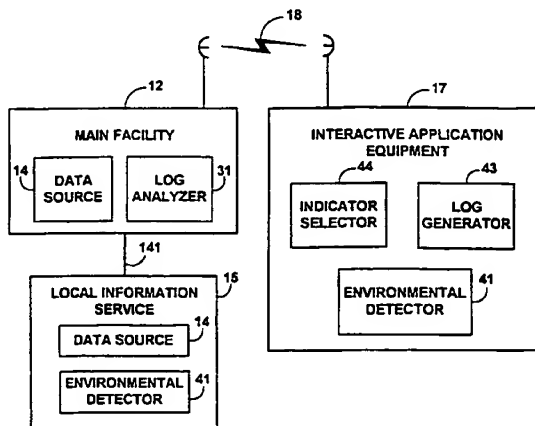 18
12
17
MAIN FACILITY
14
DATA
SOURCE
LOG
ANALYZER
31
INTERACTIVE APPLICATION
EQUIPMENT
44
43
INDICATOR
SELECTOR
LOG
GENERATOR
141
LOCAL INFORMATION
SERVICE
15
14
DATA SOURCE
ENVIRONMENTAL
DETECTOR
41
ENVIRONMENTAL
DETECTOR
41